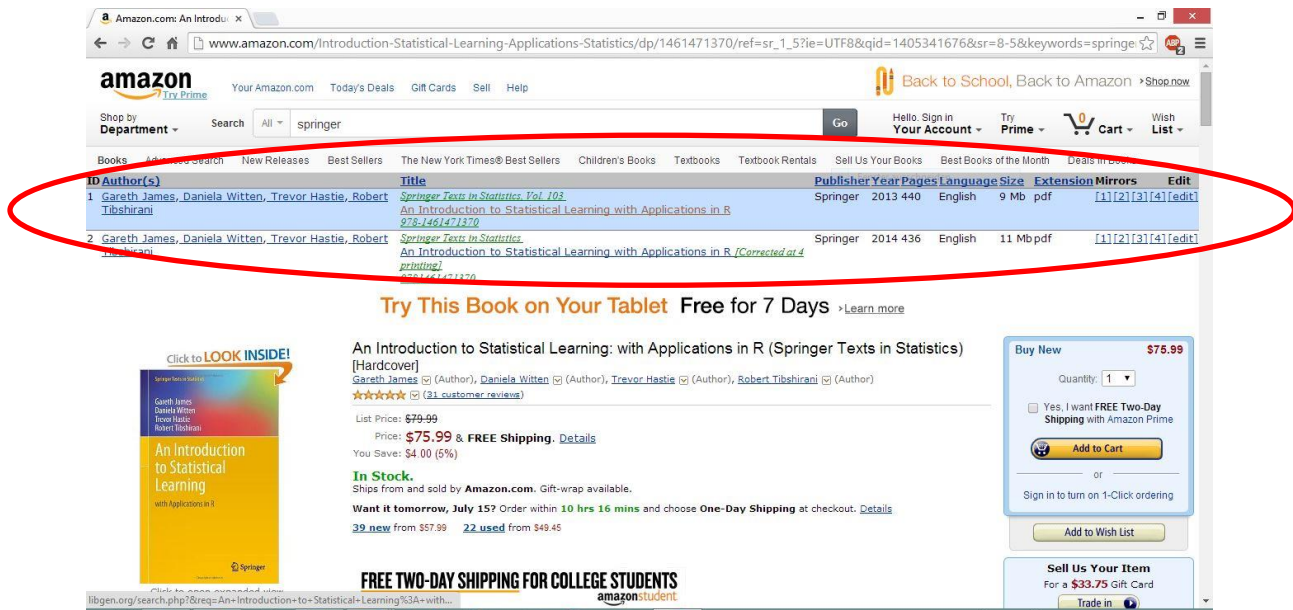 Amazon.com: An Introdu
www.amazon.com/Introduction-Statistical-Learning-Applications-Statistics/dp/1461471370/ref=sr_1_5?ie=UTF8&qid=1405341676&sr=8-5&keywords=springe
ABP 2
amazon
Try Prime
Your Amazon.com Today's Deals Gift Cards Sell Help
Back to School, Back to Amazon › Shop now
Shop by
Department
Search All springer Go
Hello. Sign in
Your Account
Try
Prime
0
Cart
Wish
List
Books Advanced Search New Releases Best Sellers The New York Times® Best Sellers Children's Books Textbooks Textbook Rentals Sell Us Your Books Best Books of the Month Deals in Books
ID Author(s) Title Publisher Year Pages Language Size Extension Mirrors Edit
1 Gareth James, Daniela Witten, Trevor Hastie, Robert Tibshirani
Springer Texts in Statistics, Vol. 103
An Introduction to Statistical Learning with Applications in R
978-1461471370
Springer 2013 440 English 9 Mb pdf [1][2][3][4][edit]
2 Gareth James, Daniela Witten, Trevor Hastie, Robert
Tibshirani
Springer Texts in Statistics
An Introduction to Statistical Learning with Applications in R [Corrected at 4
printing]
9781461471370
Springer 2014 436 English 11 Mb pdf [1][2][3][4][edit]
Try This Book on Your Tablet Free for 7 Days › Learn more
Click to LOOK INSIDE!
Springer Texts in Statistics
Gareth James
Daniela Witten
Trevor Hastie
Robert Tibshirani
An Introduction
to Statistical
Learning
with Applications in R
Springer
Click to open expanded view
An Introduction to Statistical Learning: with Applications in R (Springer Texts in Statistics)
[Hardcover]
Gareth James (Author), Daniela Witten (Author), Trevor Hastie (Author), Robert Tibshirani (Author)
(31 customer reviews)
List Price: $79.99
Price: $75.99 & FREE Shipping. Details
You Save: $4.00 (5%)
In Stock.
Ships from and sold by Amazon.com. Gift-wrap available.
Want it tomorrow, July 15? Order within 10 hrs 16 mins and choose One-Day Shipping at checkout. Details
39 new from $57.99 22 used from $49.45
FREE TWO-DAY SHIPPING FOR COLLEGE STUDENTS
amazonstudent
Buy New $75.99
Quantity: 1
Yes, I want FREE Two-Day
Shipping with Amazon Prime
Add to Cart
or
Sign in to turn on 1-Click ordering
Add to Wish List
Sell Us Your Item
For a $33.75 Gift Card
Trade in
libgen.org/search.php?&req=An+Introduction+to+Statistical+Learning%3A+with...